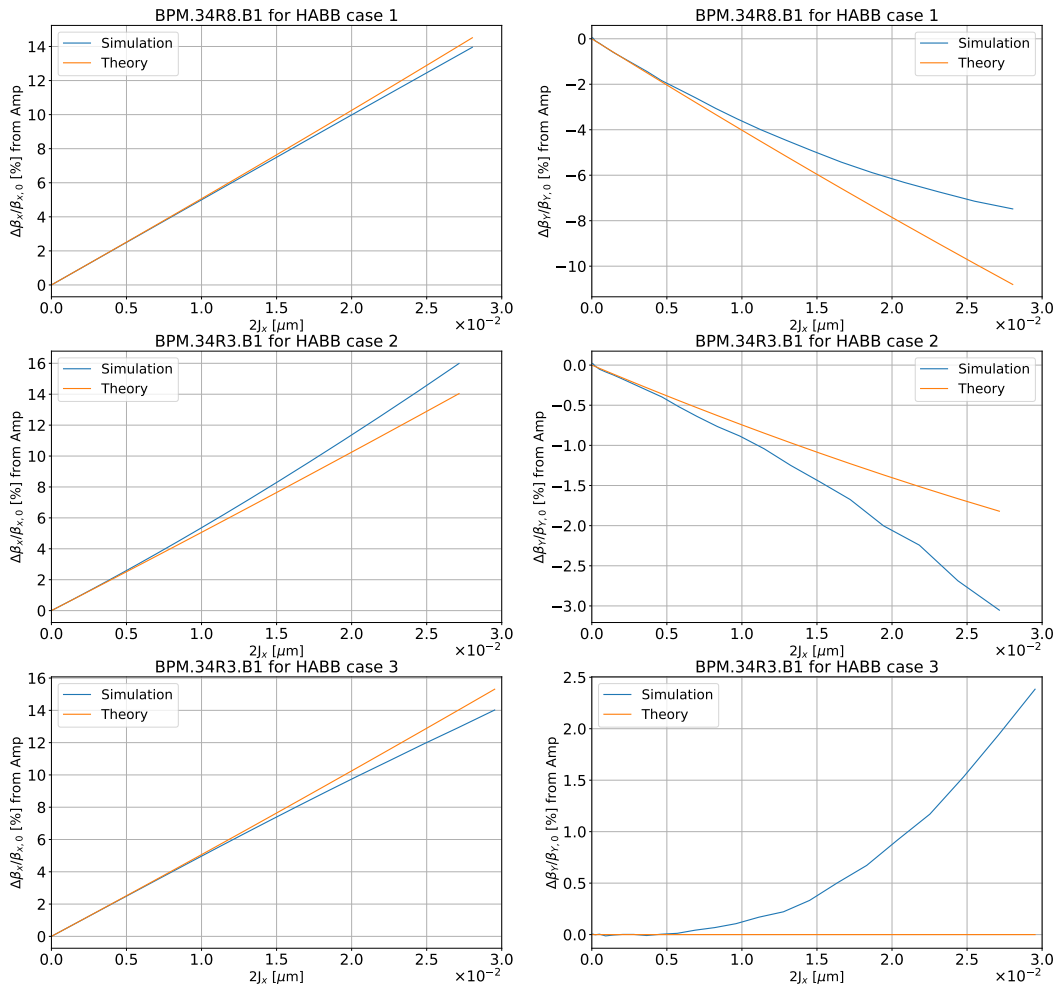 BPM.34R8.B1 for HABB case 1
Δβₓ/βₓ,₀ [%] from Amp
14
12
10
8
6
4
2
0
Simulation
Theory
0.0 0.5 1.0 1.5 2.0 2.5 3.0
2Jₓ [μm]
×10⁻²
BPM.34R8.B1 for HABB case 1
Δβ_Y/β_Y,₀ [%] from Amp
0
−2
−4
−6
−8
−10
Simulation
Theory
0.0 0.5 1.0 1.5 2.0 2.5 3.0
2Jₓ [μm]
×10⁻²
BPM.34R3.B1 for HABB case 2
Δβₓ/βₓ,₀ [%] from Amp
16
14
12
10
8
6
4
2
0
Simulation
Theory
0.0 0.5 1.0 1.5 2.0 2.5 3.0
2Jₓ [μm]
×10⁻²
BPM.34R3.B1 for HABB case 2
Δβ_Y/β_Y,₀ [%] from Amp
0.0
−0.5
−1.0
−1.5
−2.0
−2.5
−3.0
Simulation
Theory
0.0 0.5 1.0 1.5 2.0 2.5 3.0
2Jₓ [μm]
×10⁻²
BPM.34R3.B1 for HABB case 3
Δβₓ/βₓ,₀ [%] from Amp
16
14
12
10
8
6
4
2
0
Simulation
Theory
0.0 0.5 1.0 1.5 2.0 2.5 3.0
2Jₓ [μm]
×10⁻²
BPM.34R3.B1 for HABB case 3
Δβ_Y/β_Y,₀ [%] from Amp
2.5
2.0
1.5
1.0
0.5
0.0
Simulation
Theory
0.0 0.5 1.0 1.5 2.0 2.5 3.0
2Jₓ [μm]
×10⁻²